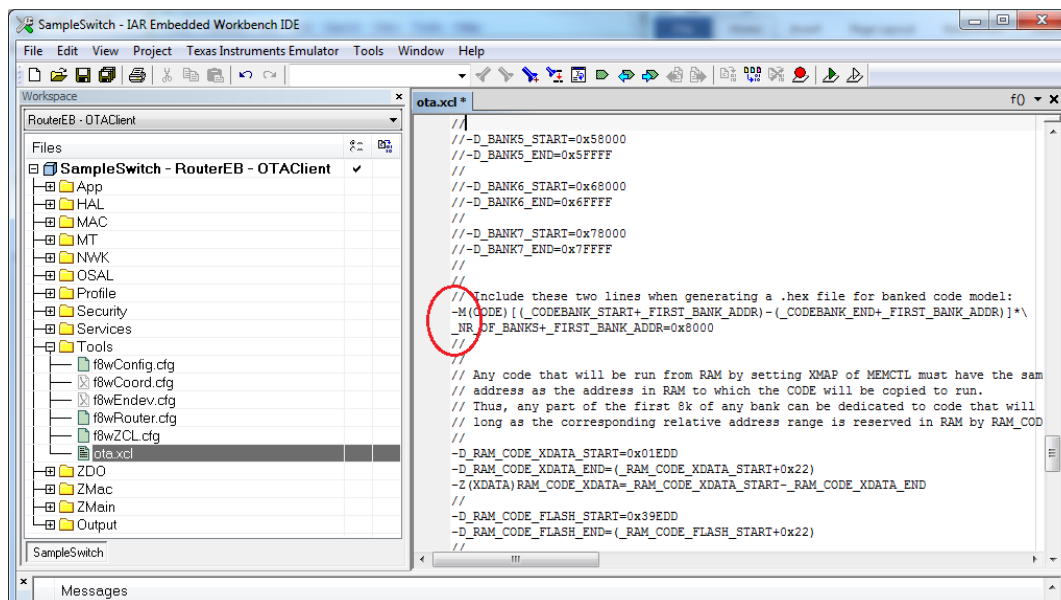 SampleSwitch - IAR Embedded Workbench IDE
File Edit View Project Texas Instruments Emulator Tools Window Help
Workspace
RouterEB - OTAClient
Files
SampleSwitch - RouterEB - OTAClient
App
HAL
MAC
MT
NWK
OSAL
Profile
Security
Services
Tools
f8wConfig.cfg
f8wCoord.cfg
f8wEndev.cfg
f8wRouter.cfg
f8wZCL.cfg
ota.xcl
ZDO
ZMac
ZMain
Output
SampleSwitch
ota.xcl *
f()
//
//-D_BANK5_START=0x58000
//-D_BANK5_END=0x5FFFF
//
//-D_BANK6_START=0x68000
//-D_BANK6_END=0x6FFFF
//
//-D_BANK7_START=0x78000
//-D_BANK7_END=0x7FFFF
//
//
// Include these two lines when generating a .hex file for banked code model:
-M(CODE)[(_CODEBANK_START+_FIRST_BANK_ADDR)-(_CODEBANK_END+_FIRST_BANK_ADDR)]*\
_NR_OF_BANKS+_FIRST_BANK_ADDR=0x8000
//
//
// Any code that will be run from RAM by setting XMAP of MEMCTL must have the sam
// address as the address in RAM to which the CODE will be copied to run.
// Thus, any part of the first 8k of any bank can be dedicated to code that will
// long as the corresponding relative address range is reserved in RAM by RAM_COD
//
-D_RAM_CODE_XDATA_START=0x01EDD
-D_RAM_CODE_XDATA_END=(_RAM_CODE_XDATA_START+0x22)
-Z(XDATA)RAM_CODE_XDATA=_RAM_CODE_XDATA_START-_RAM_CODE_XDATA_END
//
-D_RAM_CODE_FLASH_START=0x39EDD
-D_RAM_CODE_FLASH_END=(_RAM_CODE_FLASH_START+0x22)
//
Messages